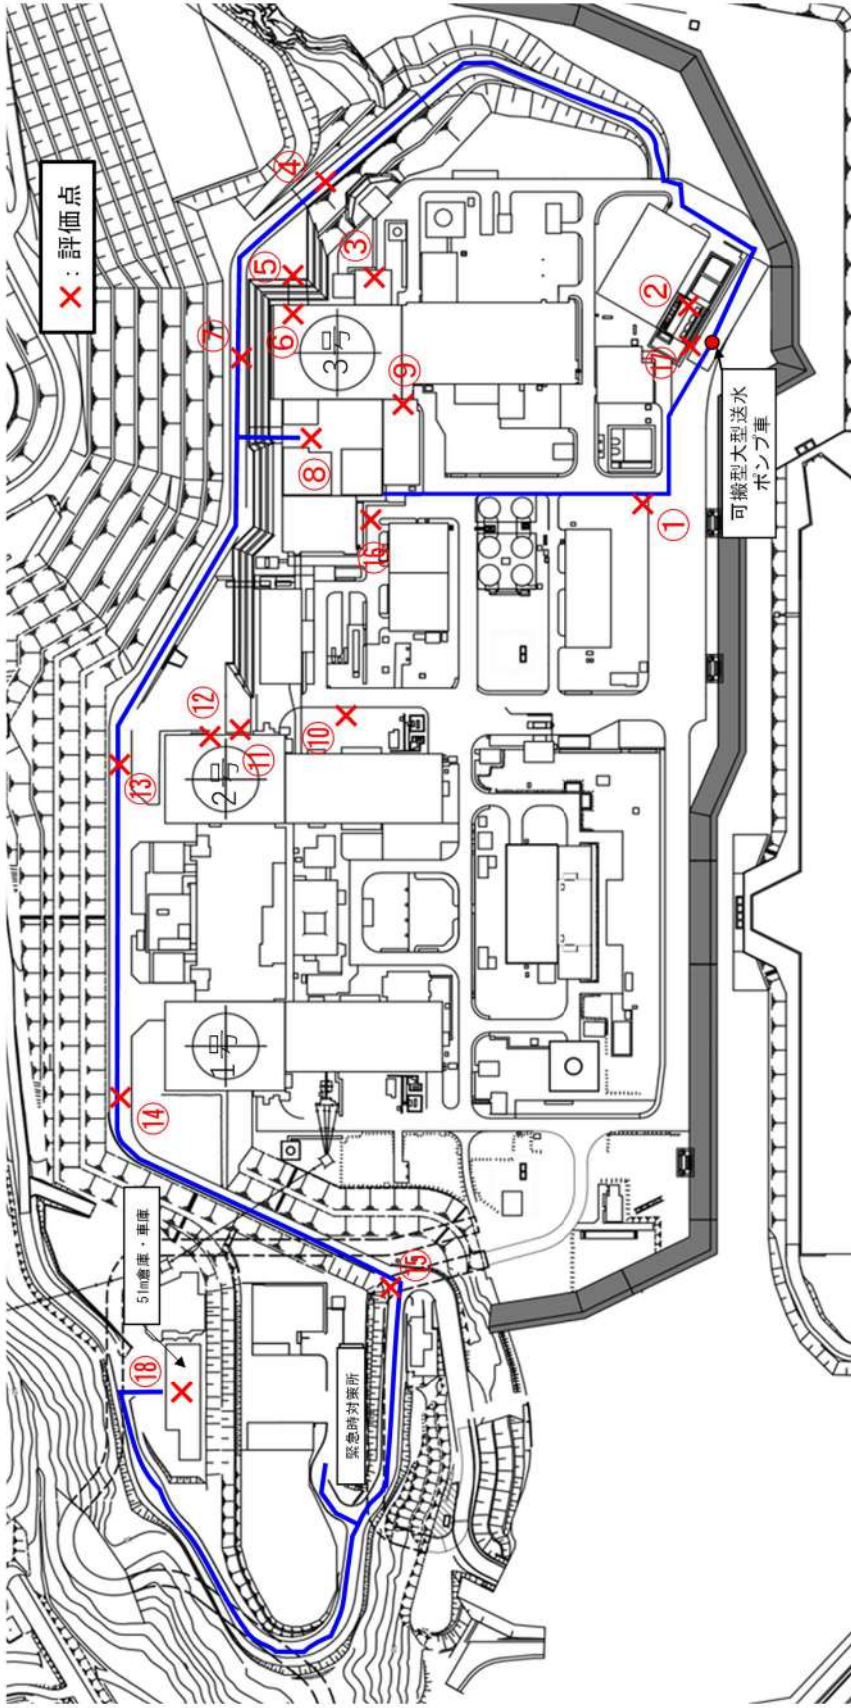 ×：評価点
④
③
⑤
⑥
⑦
3号
⑨
⑧
②
⑰
可搬型大型送水
ポンプ車
①
⑯
⑩
⑫
⑪
2号
⑬
1号
⑭
51m倉庫・車庫
⑮
⑱
緊急時対策所